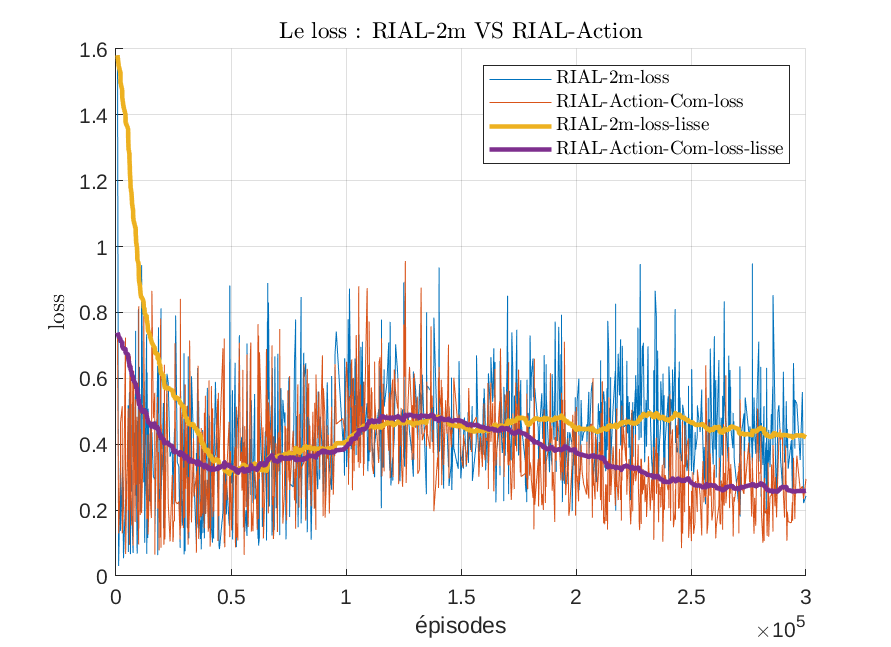 Le loss : RIAL-2m VS RIAL-Action
RIAL-2m-loss
RIAL-Action-Com-loss
RIAL-2m-loss-lisse
RIAL-Action-Com-loss-lisse
loss
1.6
1.4
1.2
1
0.8
0.6
0.4
0.2
0
0 0.5 1 1.5 2 2.5 3
épisodes
×10^5